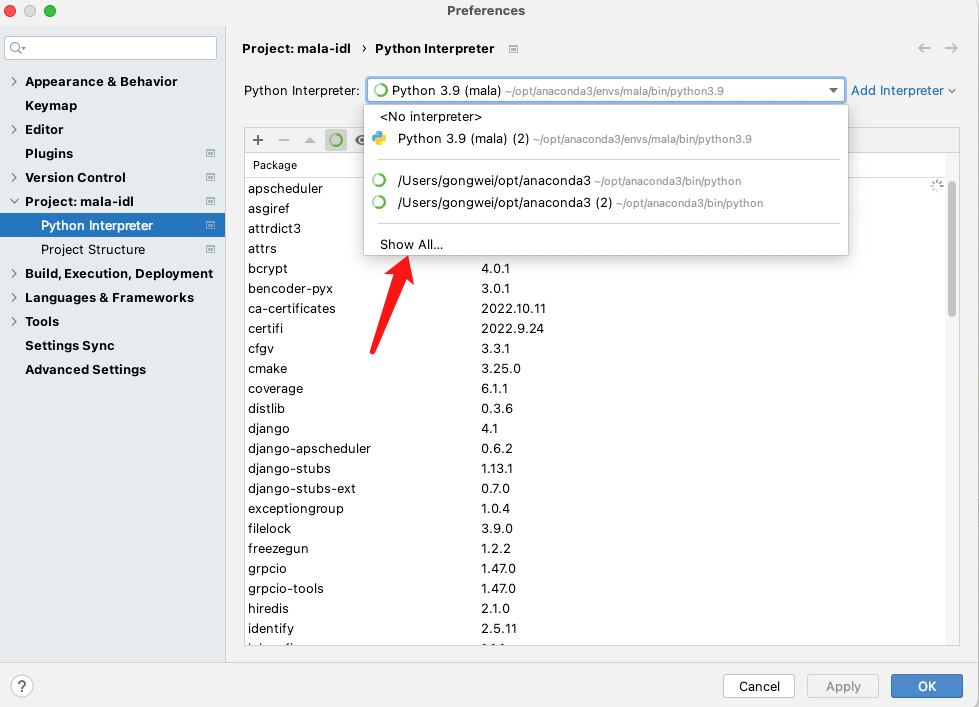 Preferences
Project: mala-idl › Python Interpreter
Appearance & Behavior
Keymap
Editor
Plugins
Version Control
Project: mala-idl
Python Interpreter
Project Structure
Build, Execution, Deployment
Languages & Frameworks
Tools
Settings Sync
Advanced Settings
Python Interpreter: Python 3.9 (mala) ~/opt/anaconda3/envs/mala/bin/python3.9 Add Interpreter
<No interpreter>
Python 3.9 (mala) (2) ~/opt/anaconda3/envs/mala/bin/python3.9
/Users/gongwei/opt/anaconda3 ~/opt/anaconda3/bin/python
/Users/gongwei/opt/anaconda3 (2) ~/opt/anaconda3/bin/python
Show All...
Package
apscheduler
asgiref
attrdict3
attrs
bcrypt 4.0.1
bencoder-pyx 3.0.1
ca-certificates 2022.10.11
certifi 2022.9.24
cfgv 3.3.1
cmake 3.25.0
coverage 6.1.1
distlib 0.3.6
django 4.1
django-apscheduler 0.6.2
django-stubs 1.13.1
django-stubs-ext 0.7.0
exceptiongroup 1.0.4
filelock 3.9.0
freezegun 1.2.2
grpcio 1.47.0
grpcio-tools 1.47.0
hiredis 2.1.0
identify 2.5.11
?
Cancel
Apply
OK